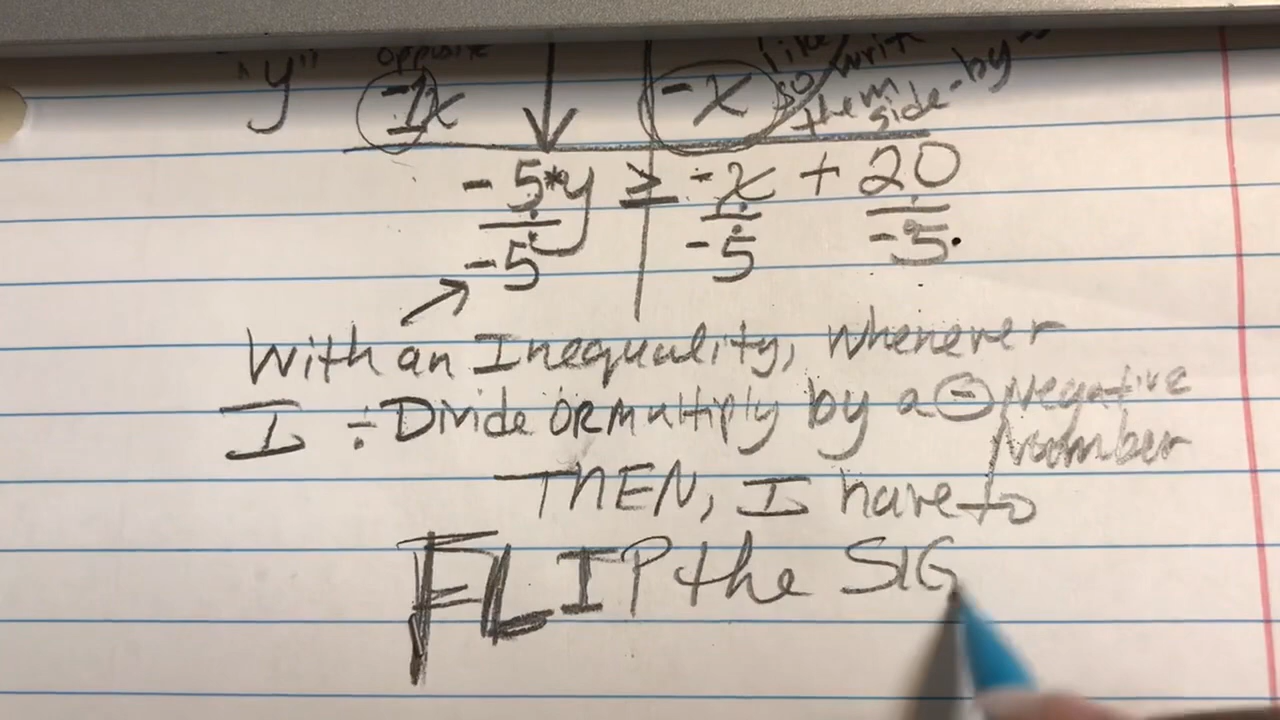 "y" -1x -x like so write
opposite them side-by-
-5*y ≥ -x + 20
-5 -5 -5.
With an Inequality, whenever
I ÷ Divide OR multiply by a ⊖ Negative
Number
THEN, I have to
FLIP the SIG